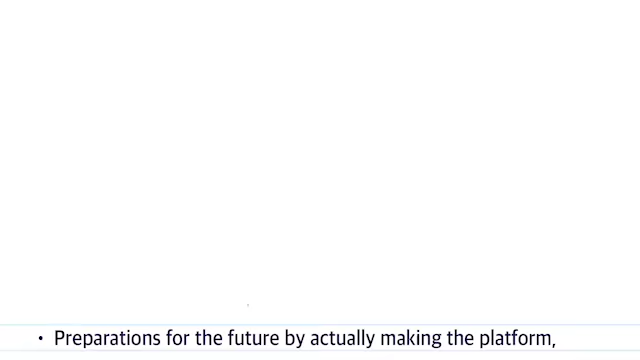 • Preparations for the future by actually making the platform,